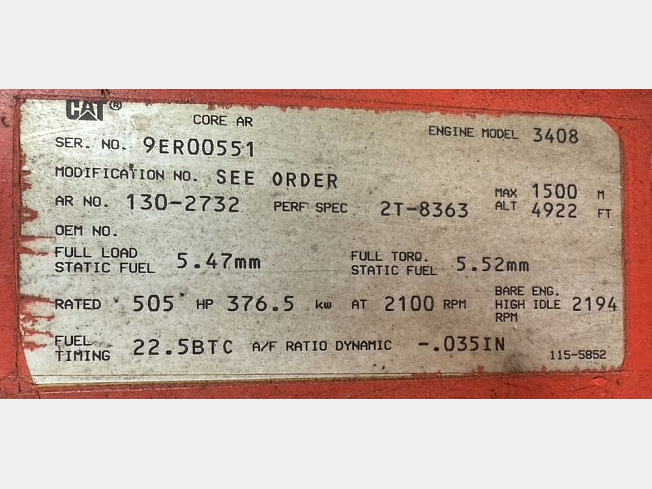 CAT®
CORE AR
ENGINE MODEL 3408
SER. NO. 9ER00551
MODIFICATION NO. SEE ORDER
MAX ALT 1500 M 4922 FT
AR NO. 130-2732 PERF SPEC 2T-8363
OEM NO.
FULL LOAD STATIC FUEL 5.47mm
FULL TORQ. STATIC FUEL 5.52mm
RATED 505 HP 376.5 kw AT 2100 RPM
BARE ENG. HIGH IDLE RPM 2194
FUEL TIMING 22.5BTC A/F RATIO DYNAMIC -.035IN
115-5852